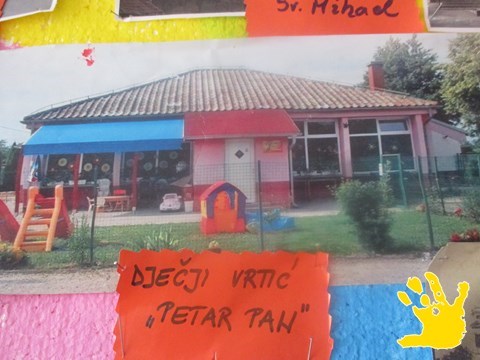 Sv. Mihael
DJEČJI VRTIĆ
„PETAR PAN"